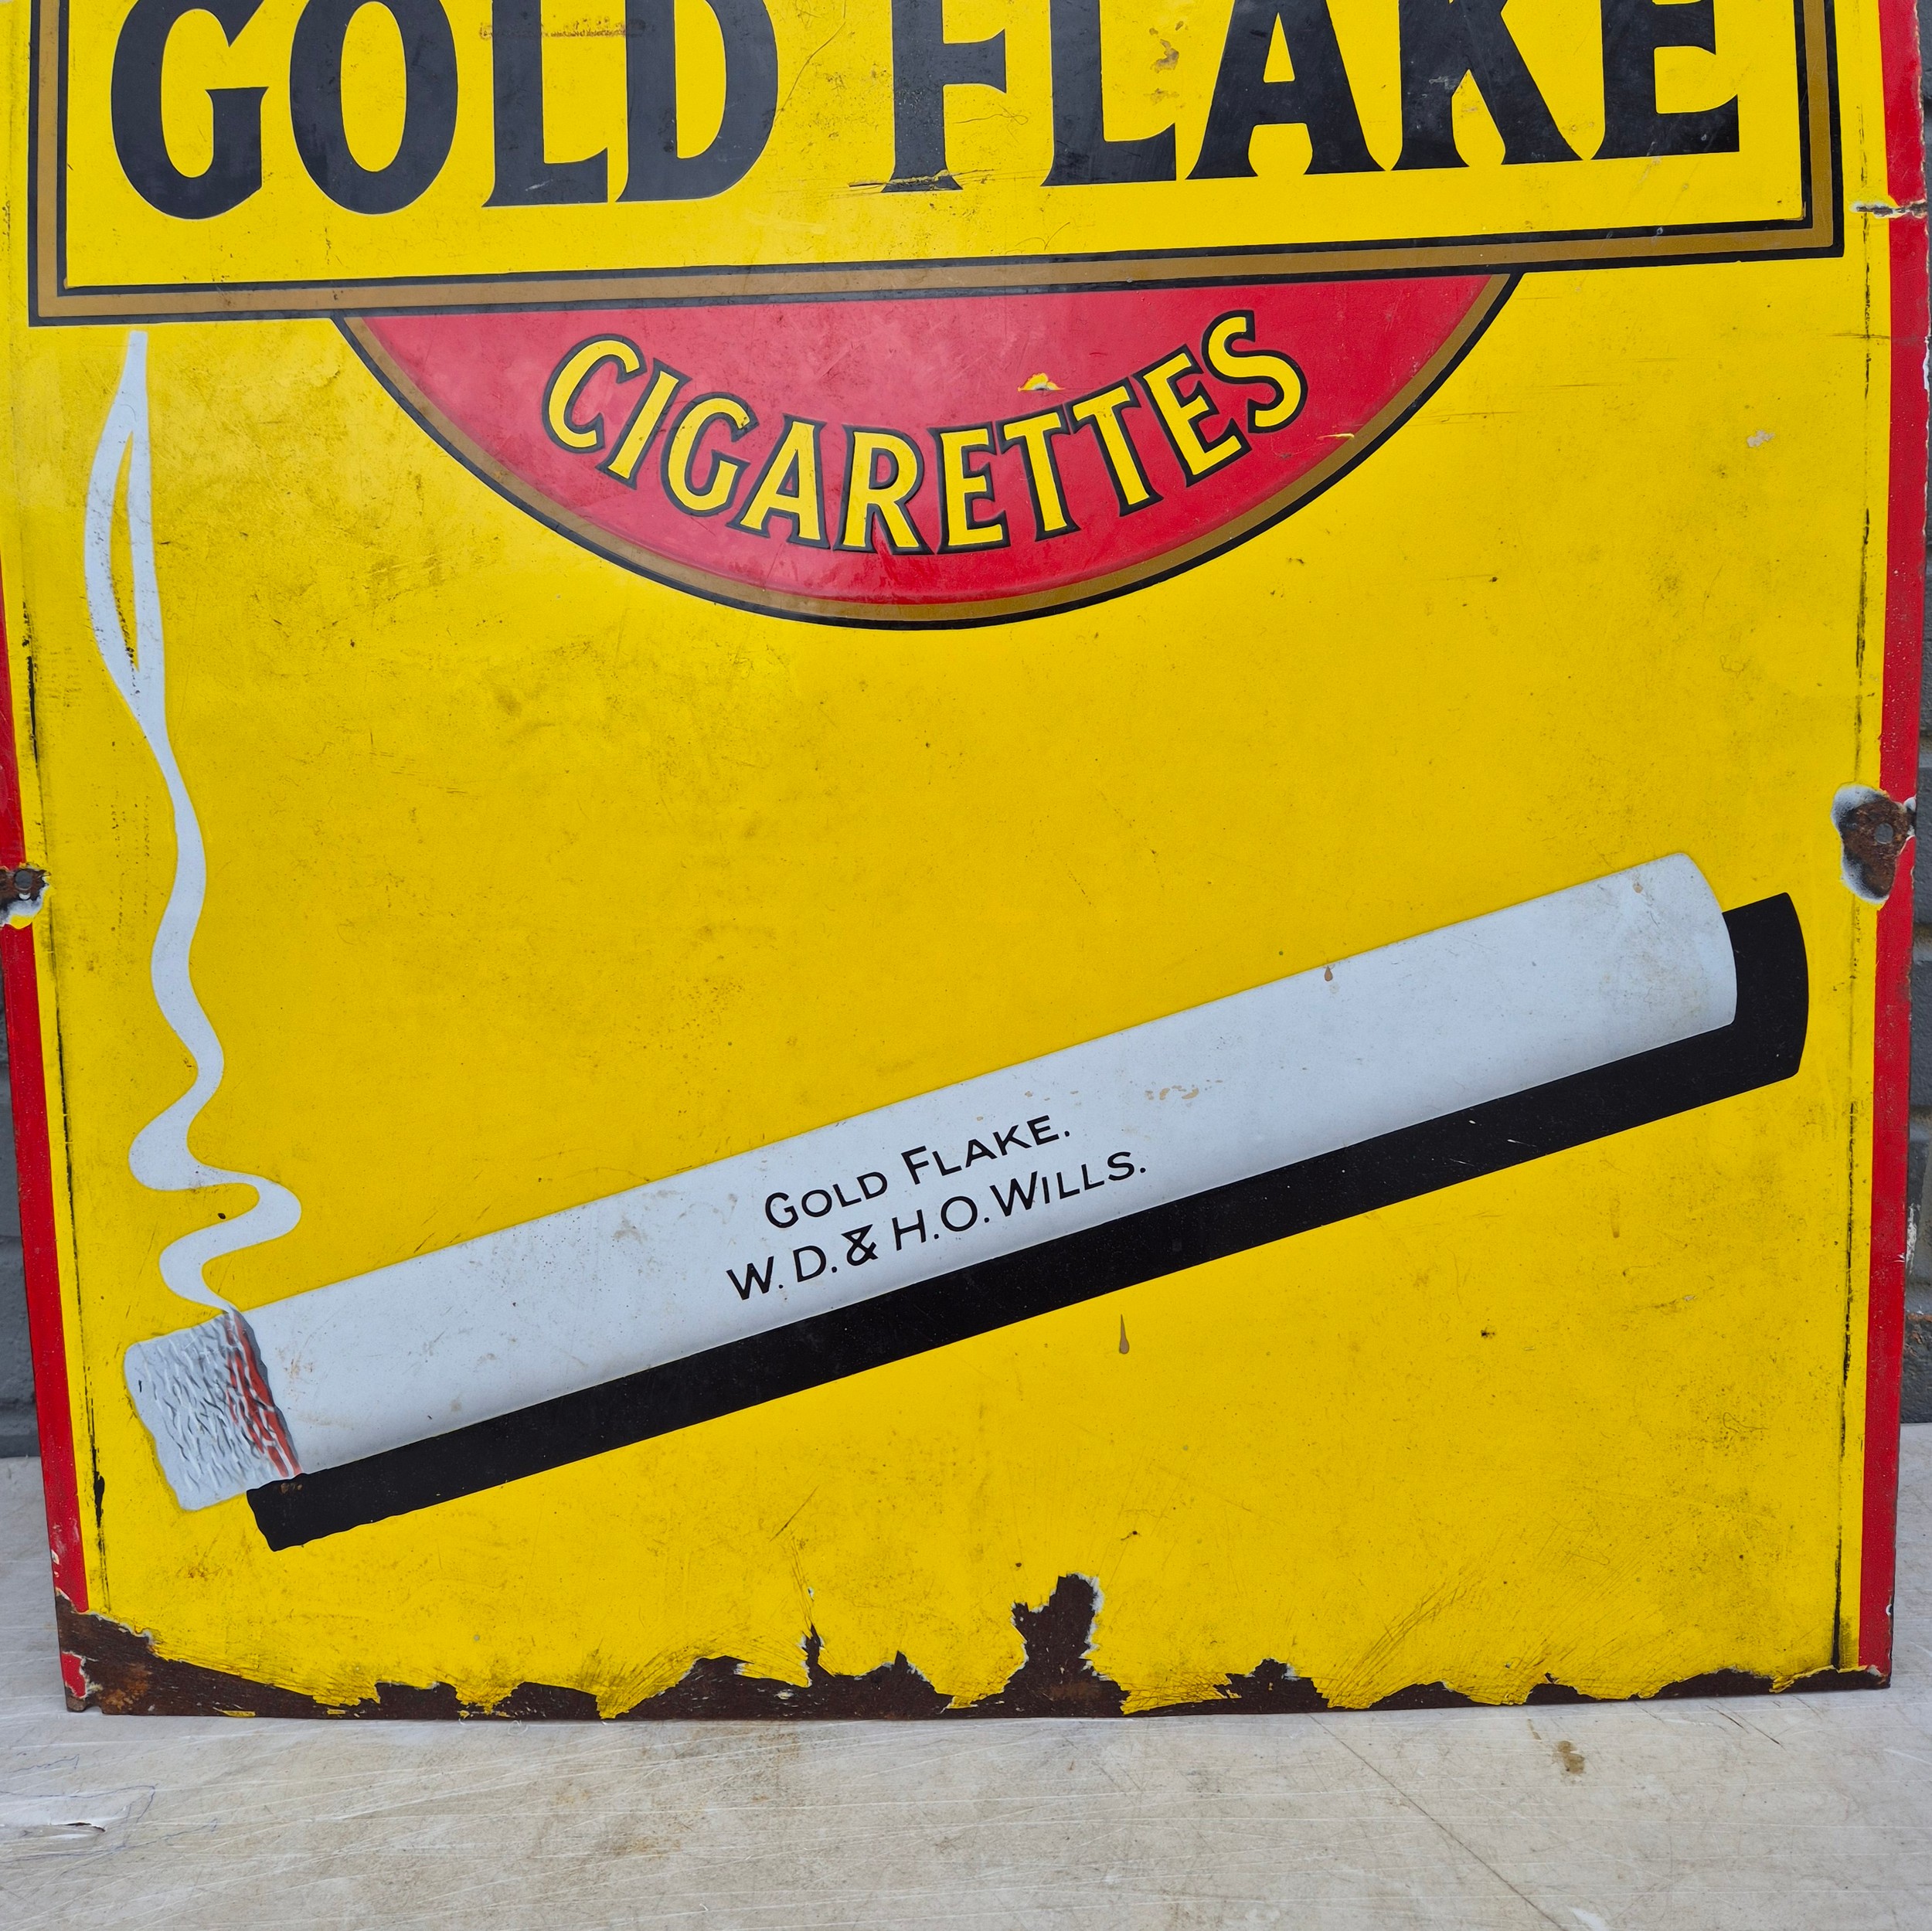 GOLD FLAKE
CIGARETTES
GOLD FLAKE.
W.D.& H.O.WILLS.